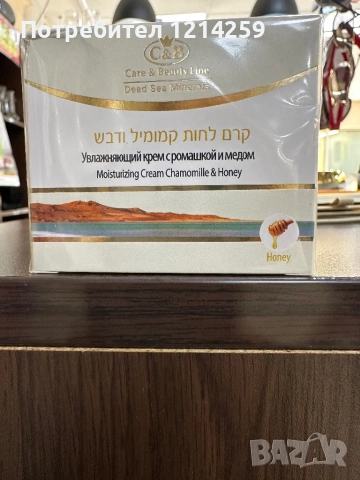 Потребител 1214259
C&B
Care & Beauty Line
Dead Sea Minerals
קרם לחות קמומיל ודבש
Увлажняющий крем с ромашкой и медом
Moisturizing Cream Chamomille & Honey
Honey
BAZAR